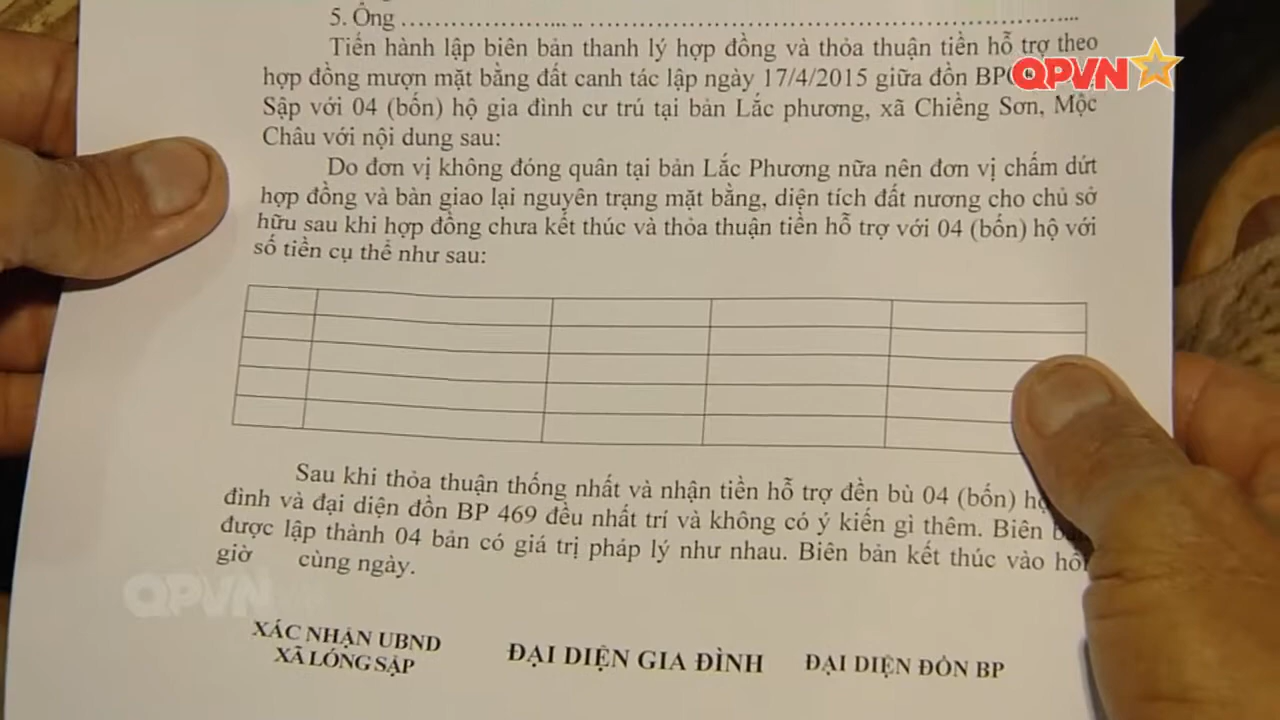 5. Ông ........................... .. ................................................................
Tiến hành lập biên bản thanh lý hợp đồng và thỏa thuận tiền hỗ trợ theo
hợp đồng mượn mặt bằng đất canh tác lập ngày 17/4/2015 giữa đồn
QPVN
Sập với 04 (bốn) hộ gia đình cư trú tại bản Lắc phương, xã Chiềng Sơn, Mộc
Châu với nội dung sau:
Do đơn vị không đóng quân tại bản Lắc Phương nữa nên đơn vị chấm dứt
hợp đồng và bàn giao lại nguyên trạng mặt bằng, diện tích đất nương cho chủ sở
hữu sau khi hợp đồng chưa kết thúc và thỏa thuận tiền hỗ trợ với 04 (bốn) hộ với
số tiền cụ thể như sau:
Sau khi thỏa thuận thống nhất và nhận tiền hỗ trợ đền bù 04 (bốn)
đình và đại diện đồn BP 469 đều nhất trí và không có ý kiến gì thêm. Biên
được lập thành 04 bản có giá trị pháp lý như nhau. Biên bản kết thúc vào
giờ cùng ngày.
QPVN
XÁC NHẬN UBND
XÃ LÓNG SẬP
ĐẠI DIỆN GIA ĐÌNH
ĐẠI DIỆN ĐỒN BP